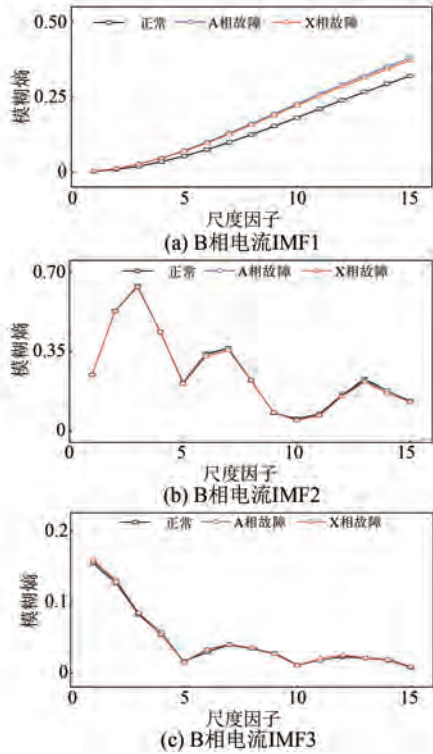 0.50
正常 A相故障 X相故障
模糊熵
0.25
0
0 5 10 15
尺度因子
(a) B相电流IMF1
0.70
正常 A相故障 X相故障
模糊熵
0.35
0
0 5 10 15
尺度因子
(b) B相电流IMF2
正常 A相故障 X相故障
0.2
模糊熵
0.1
0
0 5 10 15
尺度因子
(c) B相电流IMF3